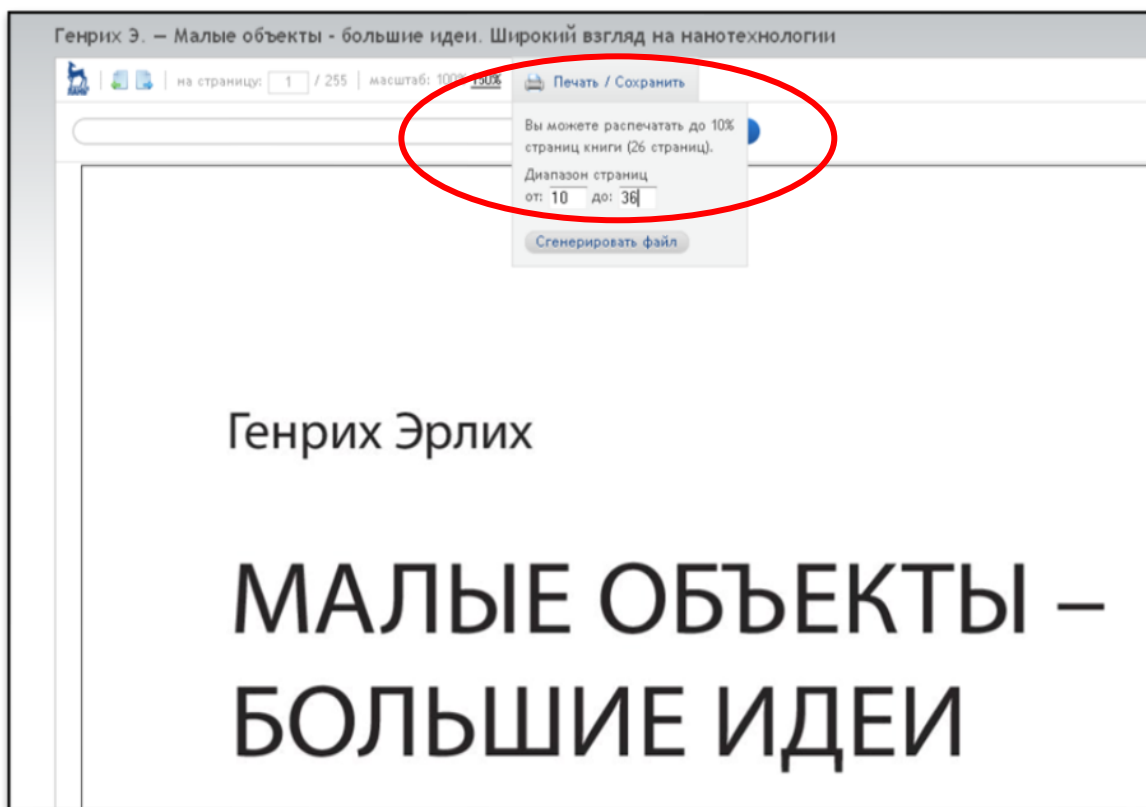 Генрих Э. — Малые объекты - большие идеи. Широкий взгляд на нанотехнологии
на страницу: 1 / 255 масштаб: 100% 150% Печать / Сохранить
Вы можете распечатать до 10%
страниц книги (26 страниц).
Диапазон страниц
от: 10 до: 36
Сгенерировать файл
Генрих Эрлих
МАЛЫЕ ОБЪЕКТЫ –
БОЛЬШИЕ ИДЕИ